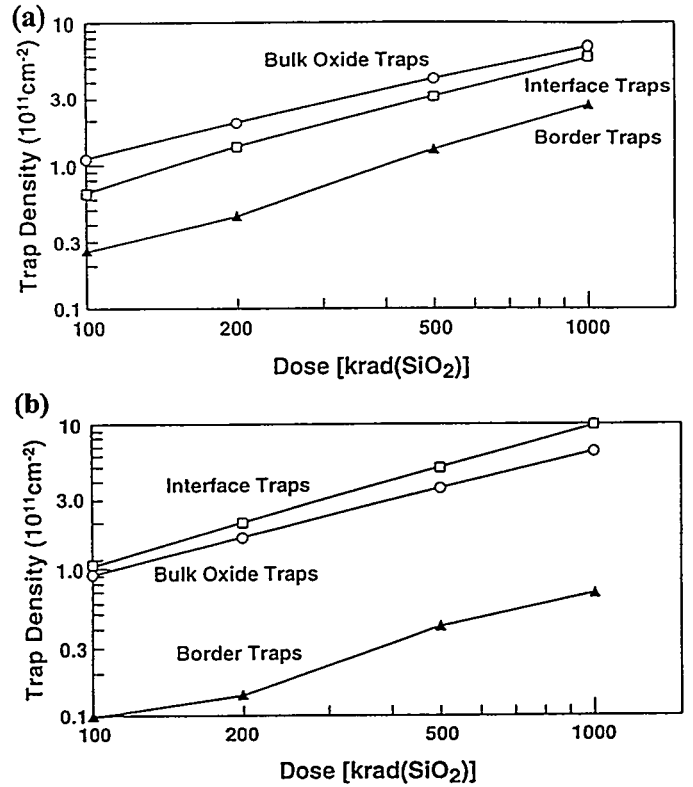 (a)
10
3.0
1.0
0.3
0.1
Trap Density (10¹¹cm⁻²)
Bulk Oxide Traps
Interface Traps
Border Traps
100 200 500 1000
Dose [krad(SiO₂)]
(b)
10
3.0
1.0
0.3
0.1
Trap Density (10¹¹cm⁻²)
Interface Traps
Bulk Oxide Traps
Border Traps
100 200 500 1000
Dose [krad(SiO₂)]